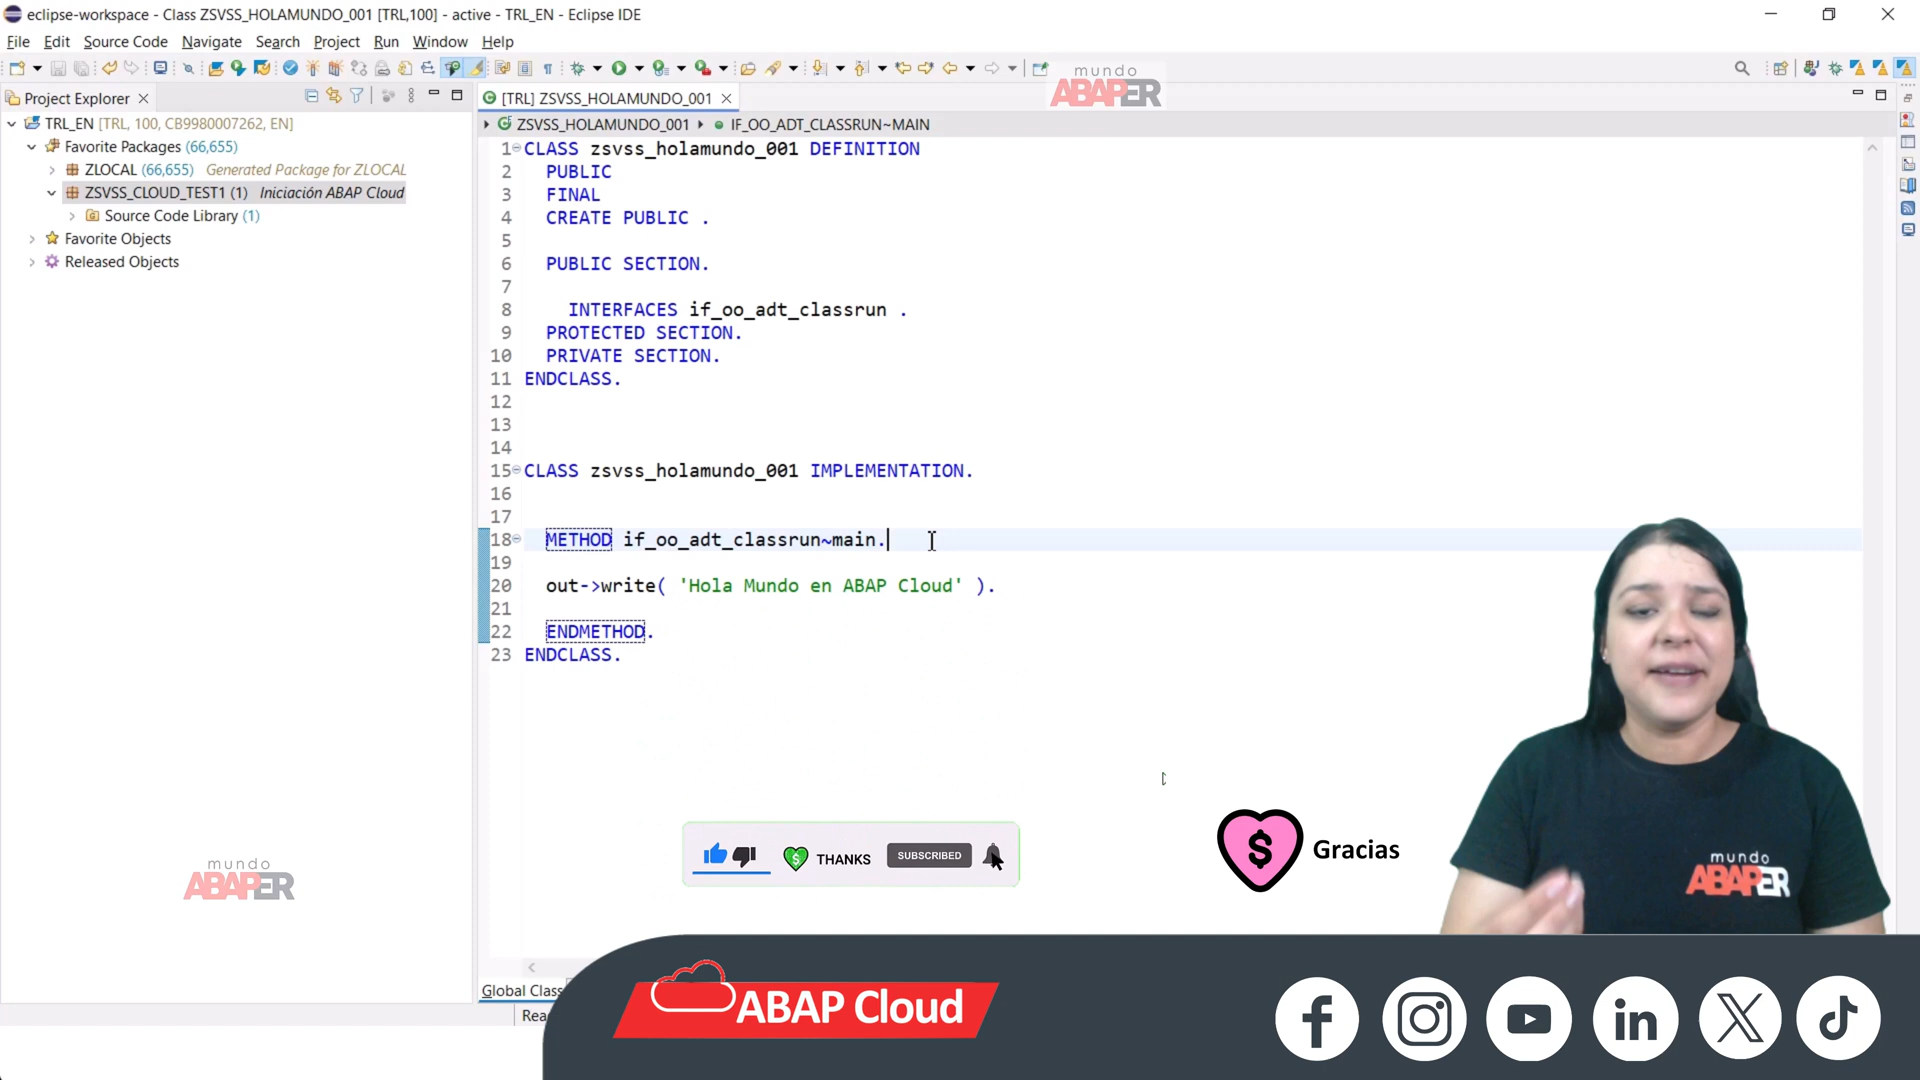 eclipse-workspace - Class ZSVSS_HOLAMUNDO_001 [TRL,100] - active - TRL_EN - Eclipse IDE
File Edit Source Code Navigate Search Project Run Window Help
mundo
ABAPER
Project Explorer
[TRL] ZSVSS_HOLAMUNDO_001
TRL_EN [TRL, 100, CB9980007262, EN]
Favorite Packages (66,655)
ZLOCAL (66,655) Generated Package for ZLOCAL
ZSVSS_CLOUD_TEST1 (1) Iniciación ABAP Cloud
Source Code Library (1)
Favorite Objects
Released Objects
ZSVSS_HOLAMUNDO_001 IF_OO_ADT_CLASSRUN~MAIN
1 CLASS zsvss_holamundo_001 DEFINITION
2 PUBLIC
3 FINAL
4 CREATE PUBLIC .
5
6 PUBLIC SECTION.
7
8 INTERFACES if_oo_adt_classrun .
9 PROTECTED SECTION.
10 PRIVATE SECTION.
11 ENDCLASS.
12
13
14
15 CLASS zsvss_holamundo_001 IMPLEMENTATION.
16
17
18 METHOD if_oo_adt_classrun~main.
19
20 out->write( 'Hola Mundo en ABAP Cloud' ).
21
22 ENDMETHOD.
23 ENDCLASS.
THANKS SUBSCRIBED
$ Gracias
mundo
ABAPER
mundo
ABAPER
Global Class
ABAP Cloud